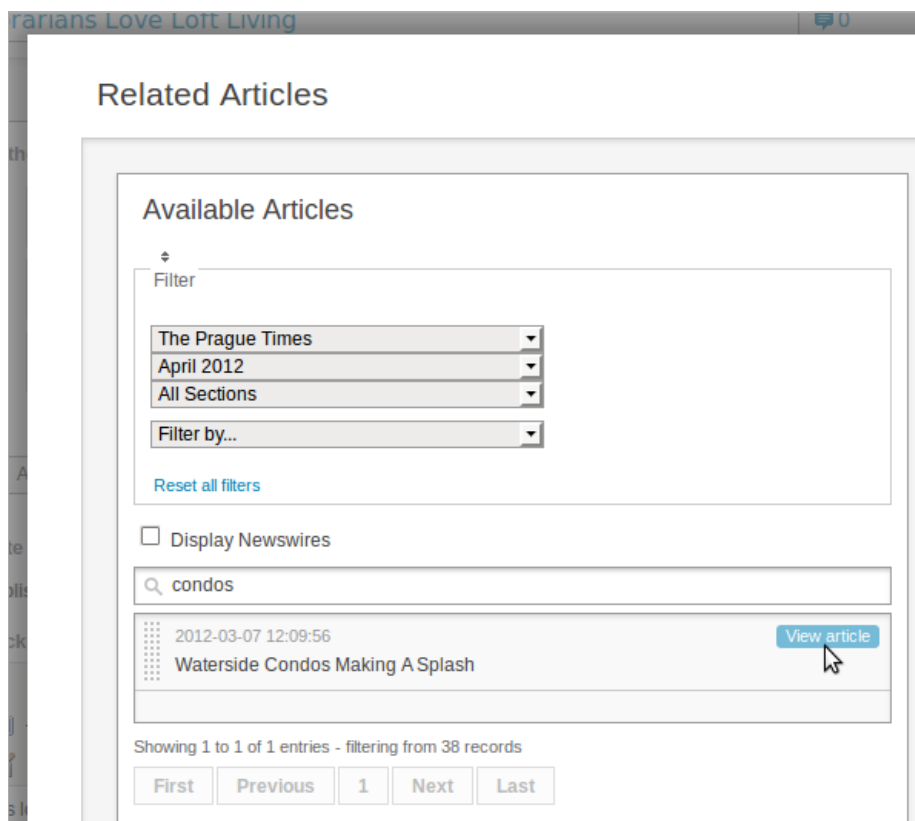 rarians Love Loft Living 0
Related Articles
Available Articles
Filter
The Prague Times
April 2012
All Sections
Filter by...
Reset all filters
Display Newswires
condos
2012-03-07 12:09:56
View article
Waterside Condos Making A Splash
Showing 1 to 1 of 1 entries - filtering from 38 records
First Previous 1 Next Last